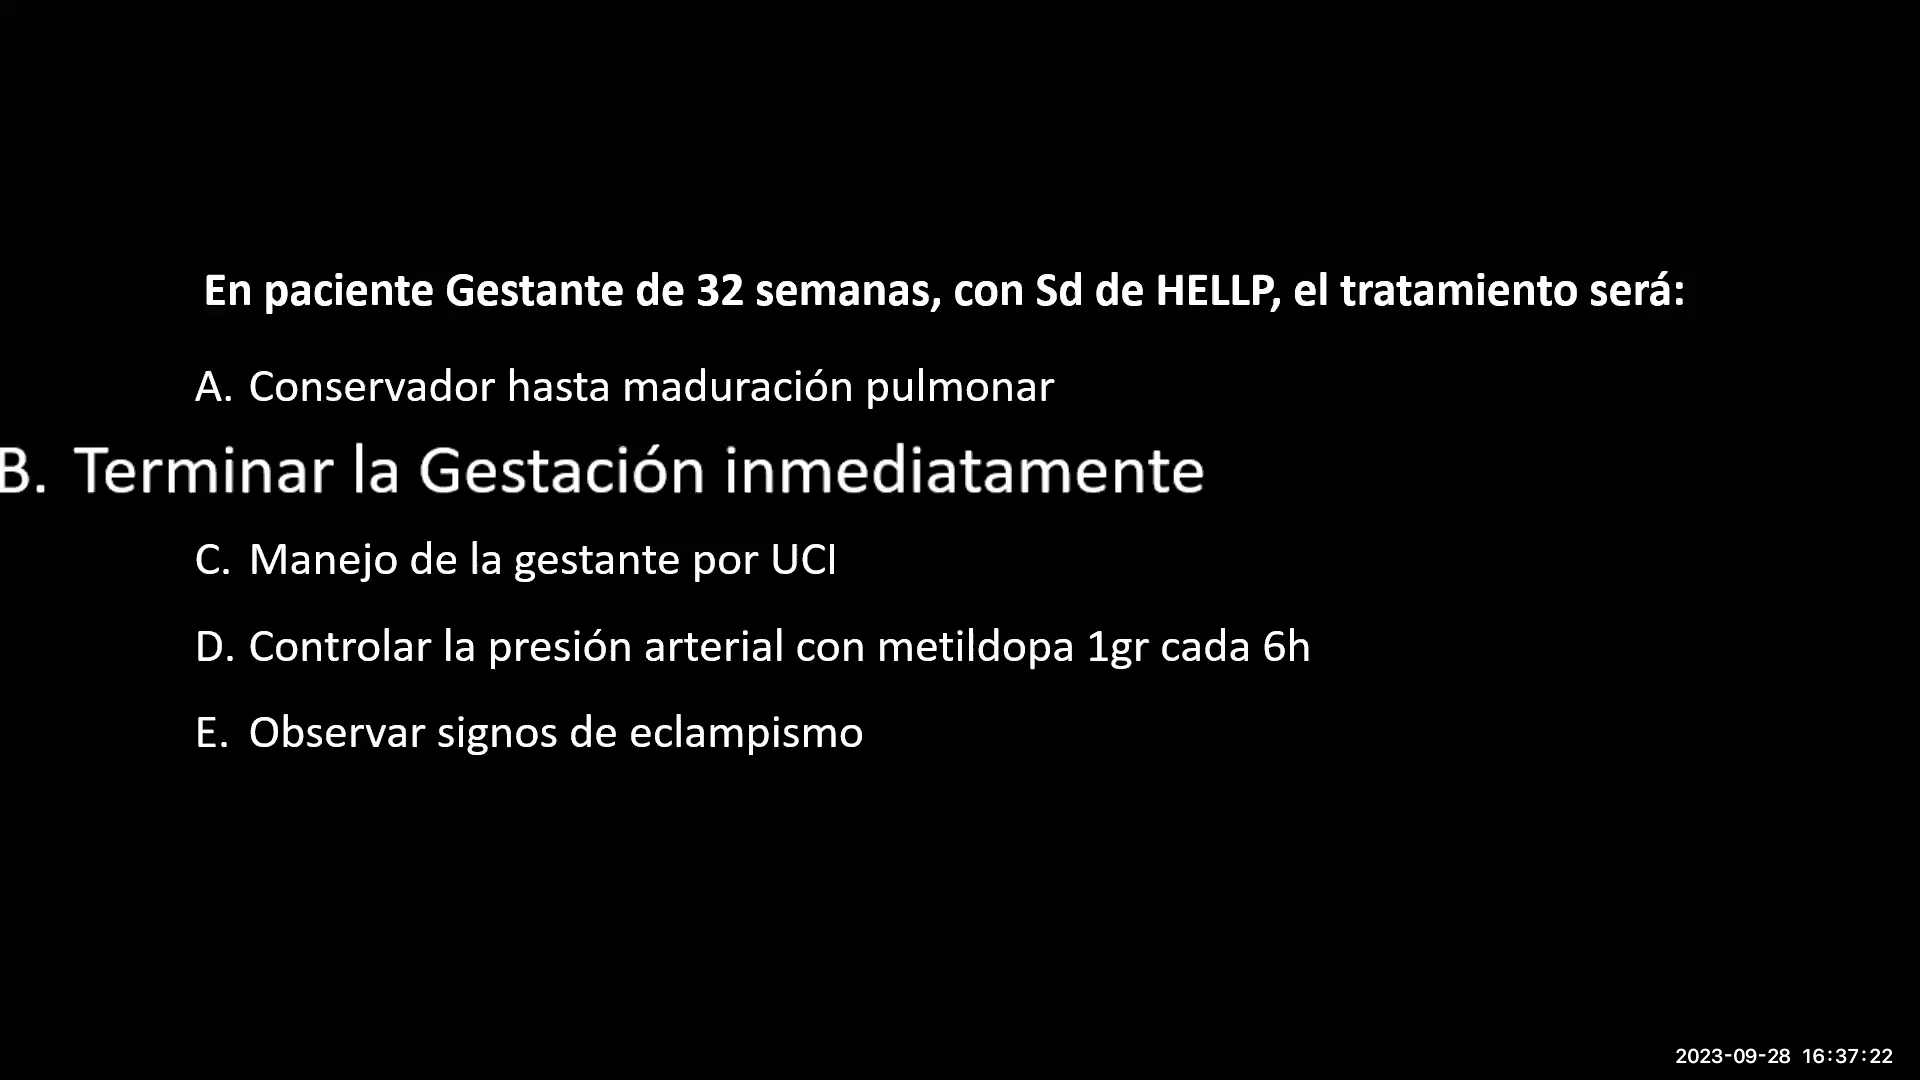 En paciente Gestante de 32 semanas, con Sd de HELLP, el tratamiento será:
A. Conservador hasta maduración pulmonar
B. Terminar la Gestación inmediatamente
C. Manejo de la gestante por UCI
D. Controlar la presión arterial con metildopa 1gr cada 6h
E. Observar signos de eclampismo
2023-09-28 16:37:22